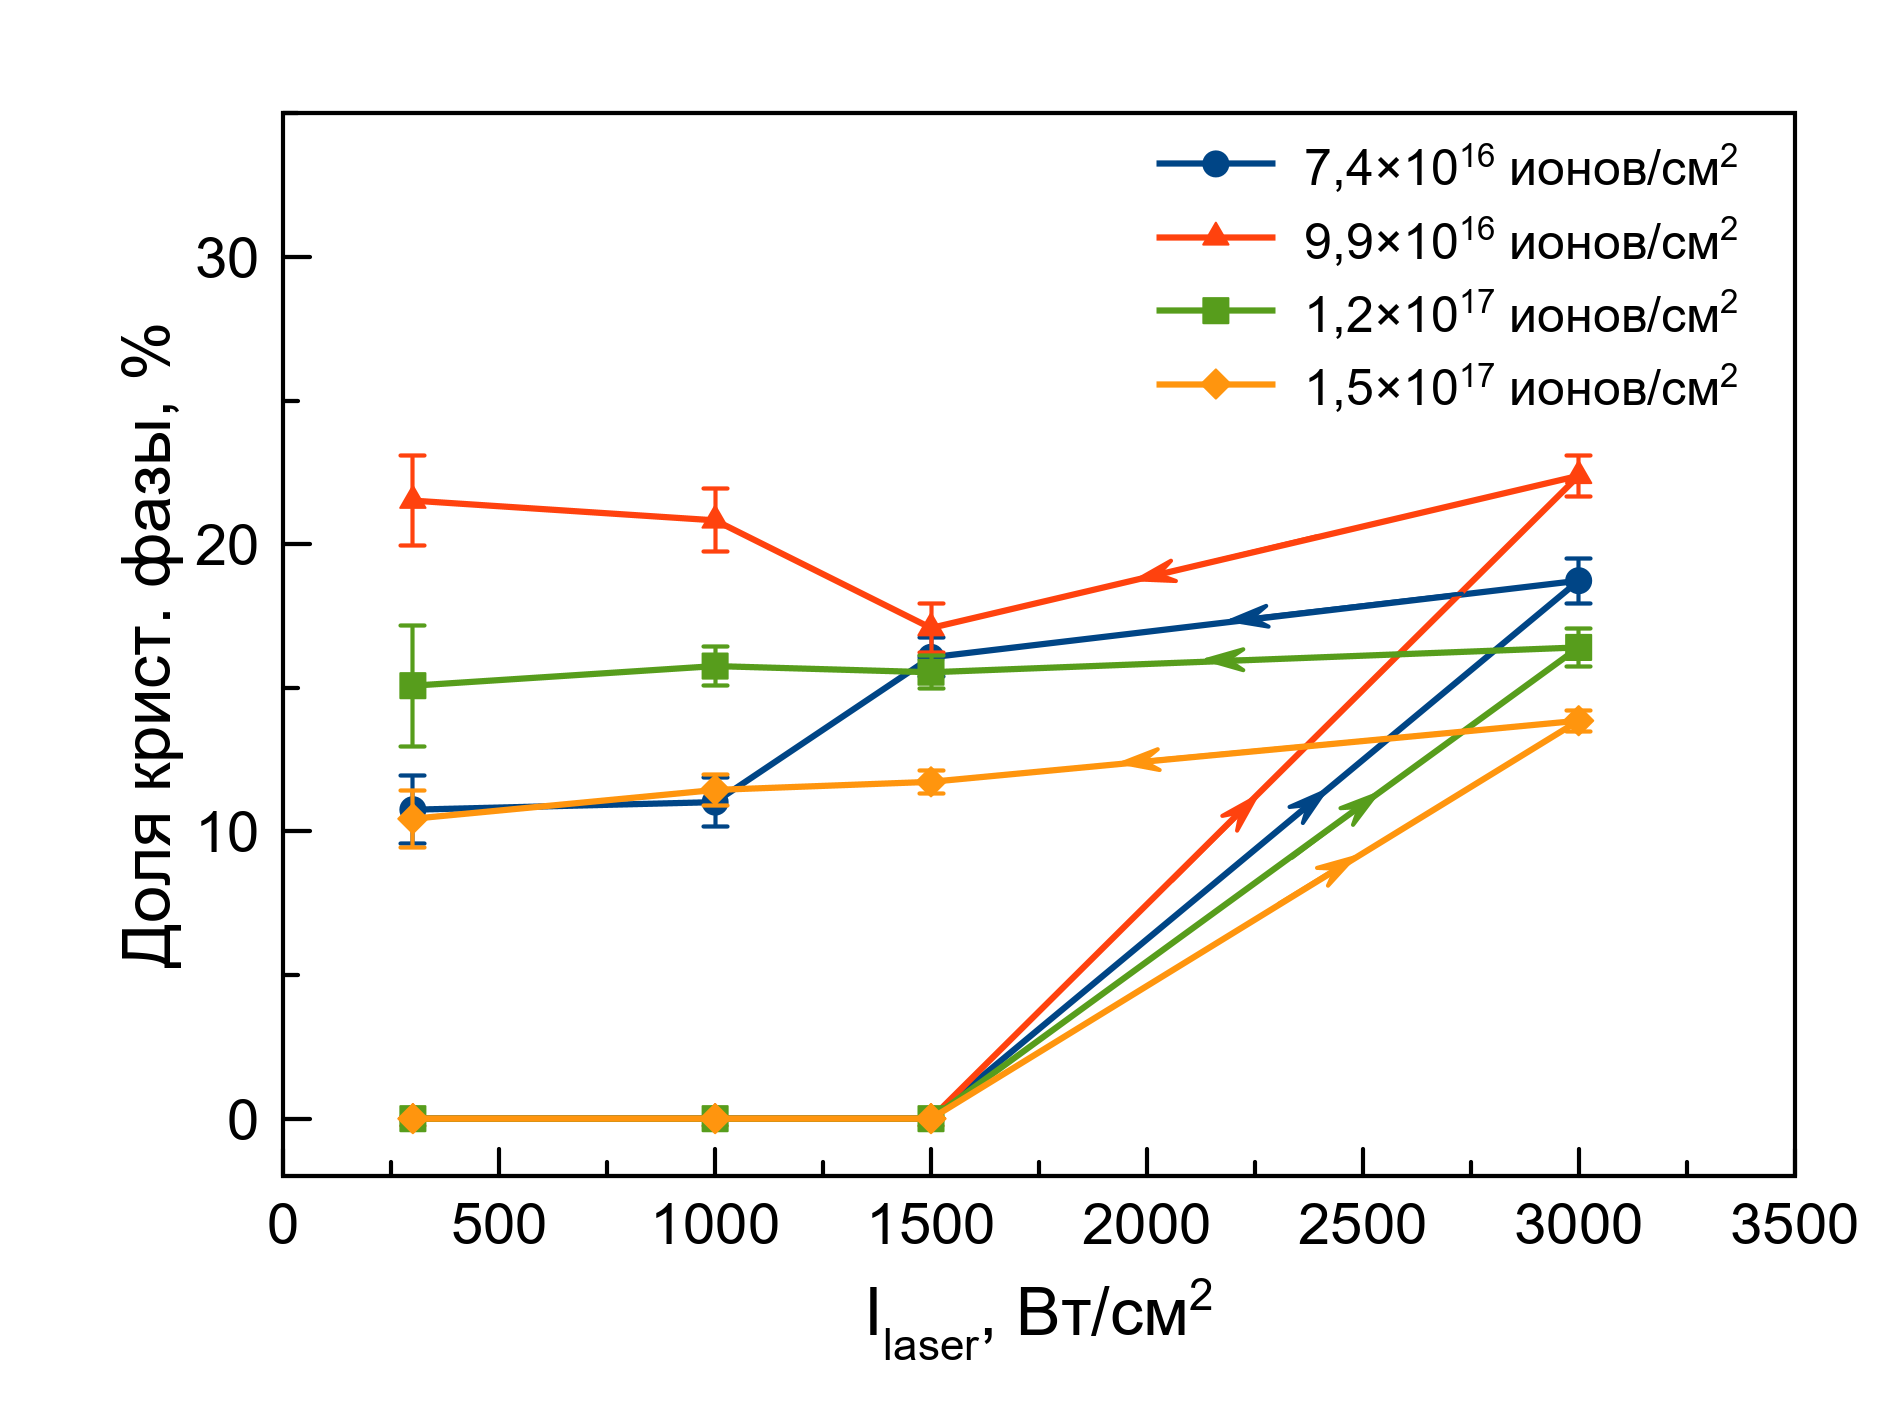 7,4×10¹⁶ ионов/см²
9,9×10¹⁶ ионов/см²
1,2×10¹⁷ ионов/см²
1,5×10¹⁷ ионов/см²
Доля крист. фазы, %
30
20
10
0
0 500 1000 1500 2000 2500 3000 3500
I_laser, Вт/см²